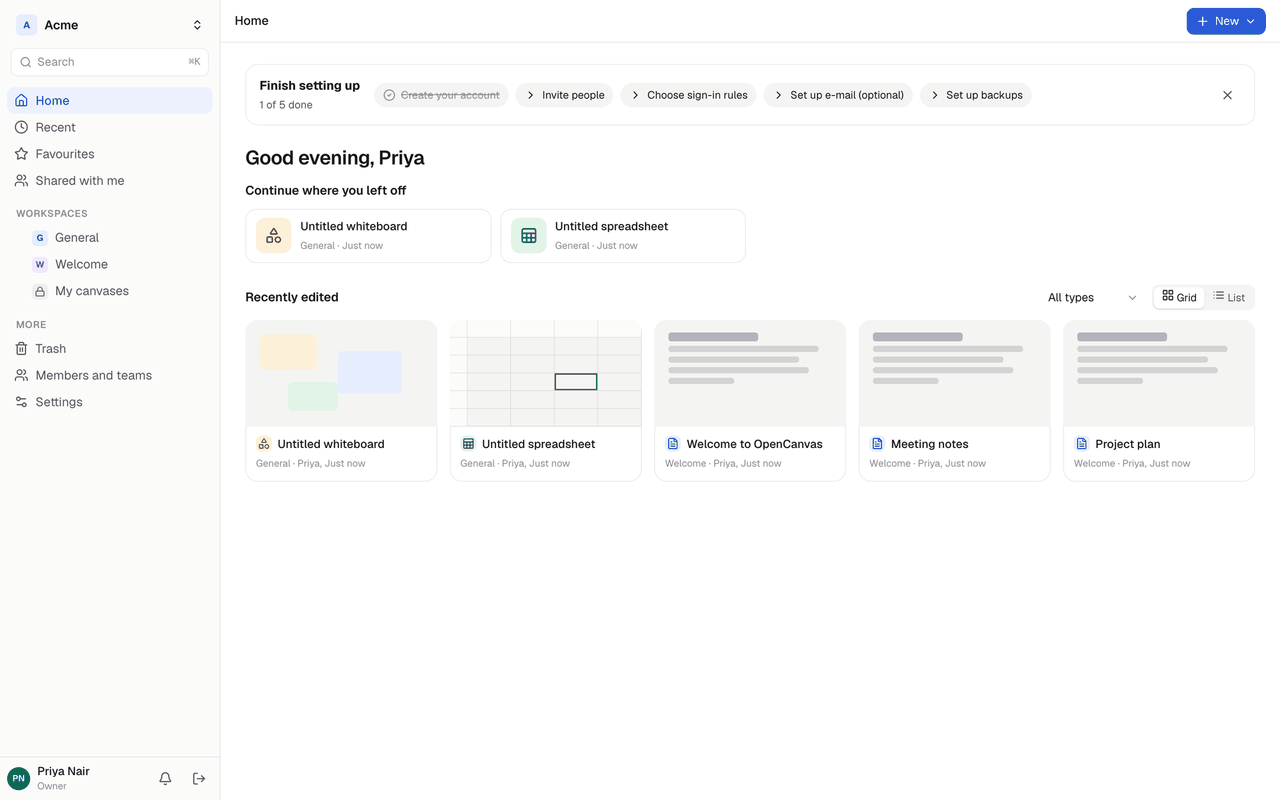 A Acme
Search ⌘K
Home
Recent
Favourites
Shared with me
WORKSPACES
G General
W Welcome
My canvases
MORE
Trash
Members and teams
Settings
PN Priya Nair
Owner
Home
New
Finish setting up
1 of 5 done
Create your account
Invite people
Choose sign-in rules
Set up e-mail (optional)
Set up backups
Good evening, Priya
Continue where you left off
Untitled whiteboard
General · Just now
Untitled spreadsheet
General · Just now
Recently edited
All types
Grid
List
Untitled whiteboard
General · Priya, Just now
Untitled spreadsheet
General · Priya, Just now
Welcome to OpenCanvas
Welcome · Priya, Just now
Meeting notes
Welcome · Priya, Just now
Project plan
Welcome · Priya, Just now